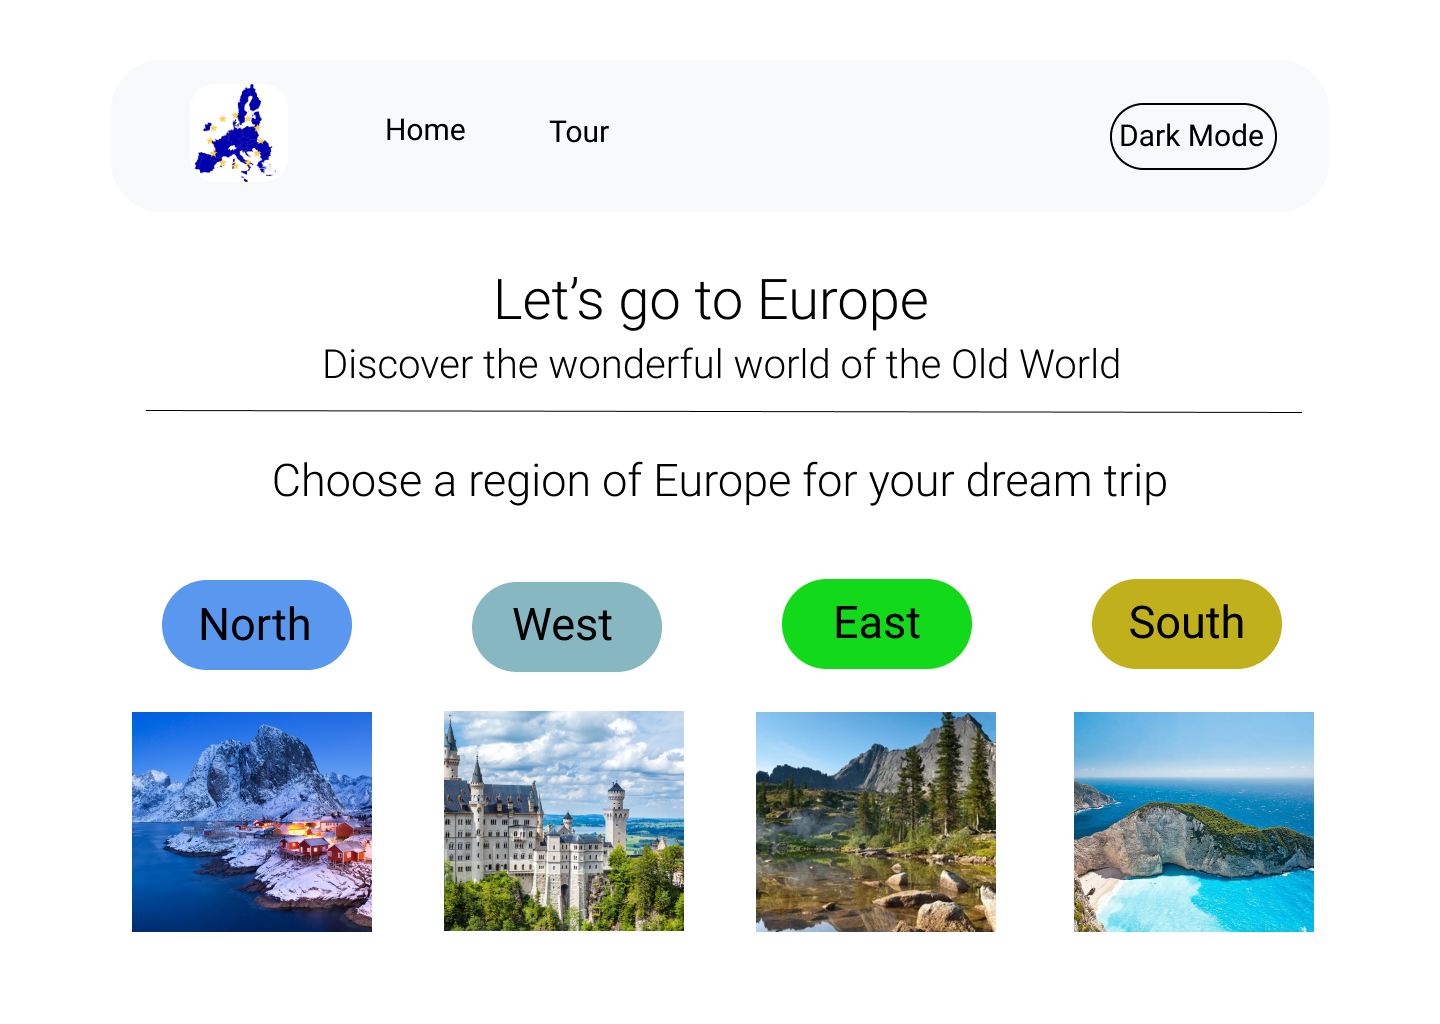 Home
Tour
Dark Mode
Let’s go to Europe
Discover the wonderful world of the Old World
Choose a region of Europe for your dream trip
North
West
East
South